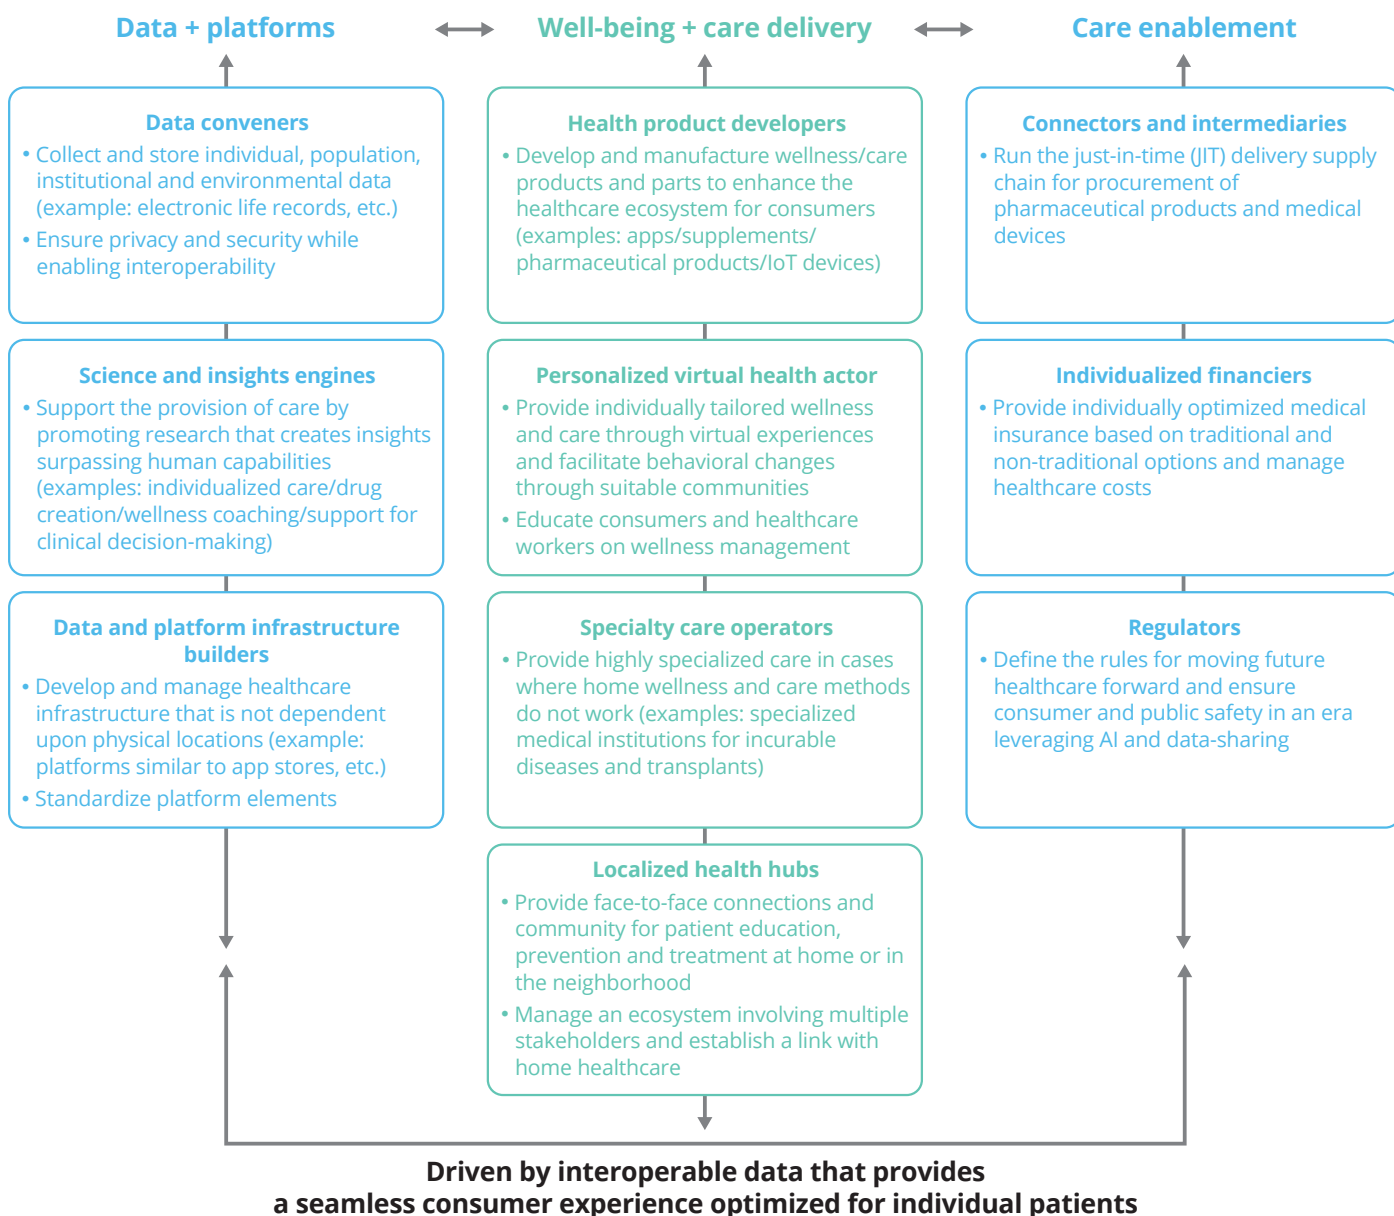 Data + platforms
Well-being + care delivery
Care enablement
Data conveners
• Collect and store individual, population,
institutional and environmental data
(example: electronic life records, etc.)
• Ensure privacy and security while
enabling interoperability
Science and insights engines
• Support the provision of care by
promoting research that creates insights
surpassing human capabilities
(examples: individualized care/drug
creation/wellness coaching/support for
clinical decision-making)
Data and platform infrastructure
builders
• Develop and manage healthcare
infrastructure that is not dependent
upon physical locations (example:
platforms similar to app stores, etc.)
• Standardize platform elements
Health product developers
• Develop and manufacture wellness/care
products and parts to enhance the
healthcare ecosystem for consumers
(examples: apps/supplements/
pharmaceutical products/IoT devices)
Personalized virtual health actor
• Provide individually tailored wellness
and care through virtual experiences
and facilitate behavioral changes
through suitable communities
• Educate consumers and healthcare
workers on wellness management
Specialty care operators
• Provide highly specialized care in cases
where home wellness and care methods
do not work (examples: specialized
medical institutions for incurable
diseases and transplants)
Localized health hubs
• Provide face-to-face connections and
community for patient education,
prevention and treatment at home or in
the neighborhood
• Manage an ecosystem involving multiple
stakeholders and establish a link with
home healthcare
Connectors and intermediaries
• Run the just-in-time (JIT) delivery supply
chain for procurement of
pharmaceutical products and medical
devices
Individualized financiers
• Provide individually optimized medical
insurance based on traditional and
non-traditional options and manage
healthcare costs
Regulators
• Define the rules for moving future
healthcare forward and ensure
consumer and public safety in an era
leveraging AI and data-sharing
Driven by interoperable data that provides
a seamless consumer experience optimized for individual patients